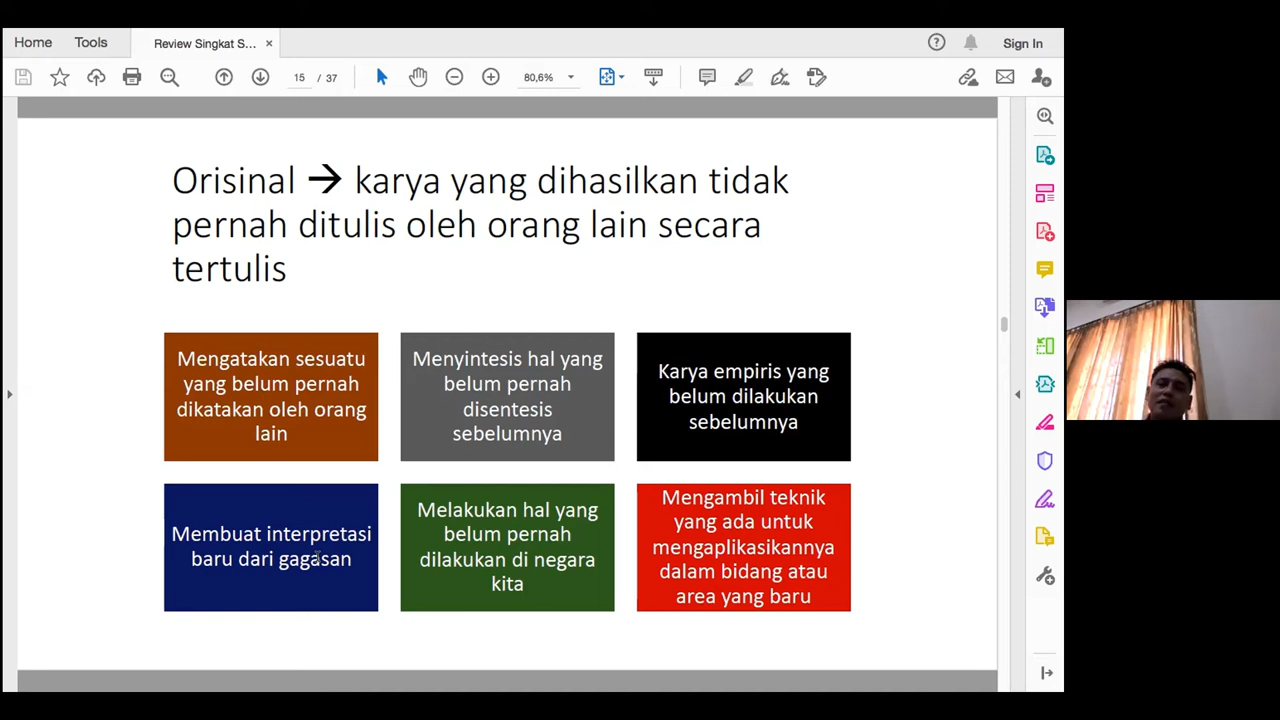 Home
Tools
Review Singkat S...
×
Sign In
15 / 37
80,6%
Orisinal → karya yang dihasilkan tidak
pernah ditulis oleh orang lain secara
tertulis
Mengatakan sesuatu
yang belum pernah
dikatakan oleh orang
lain
Menyintesis hal yang
belum pernah
disentesis
sebelumnya
Karya empiris yang
belum dilakukan
sebelumnya
Membuat interpretasi
baru dari gagasan
Melakukan hal yang
belum pernah
dilakukan di negara
kita
Mengambil teknik
yang ada untuk
mengaplikasikannya
dalam bidang atau
area yang baru